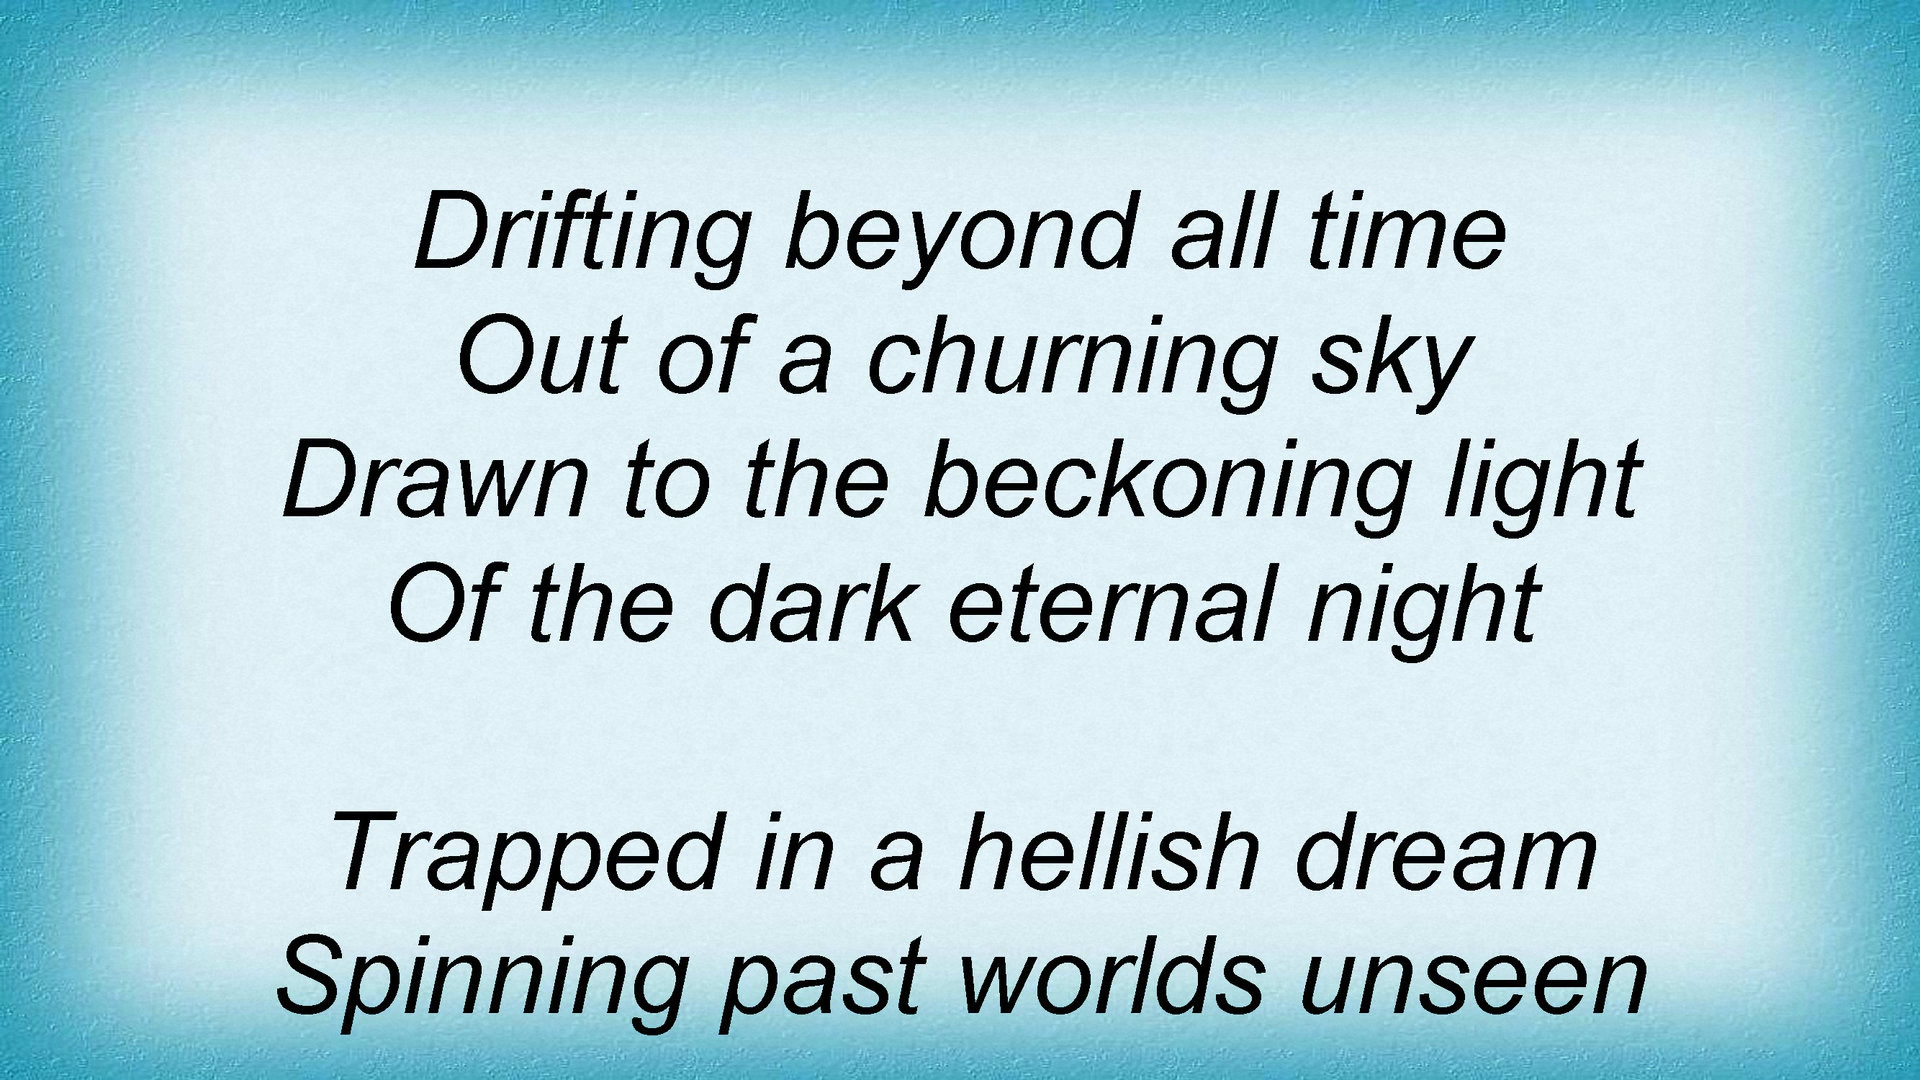 Drifting beyond all time
Out of a churning sky
Drawn to the beckoning light
Of the dark eternal night
Trapped in a hellish dream
Spinning past worlds unseen